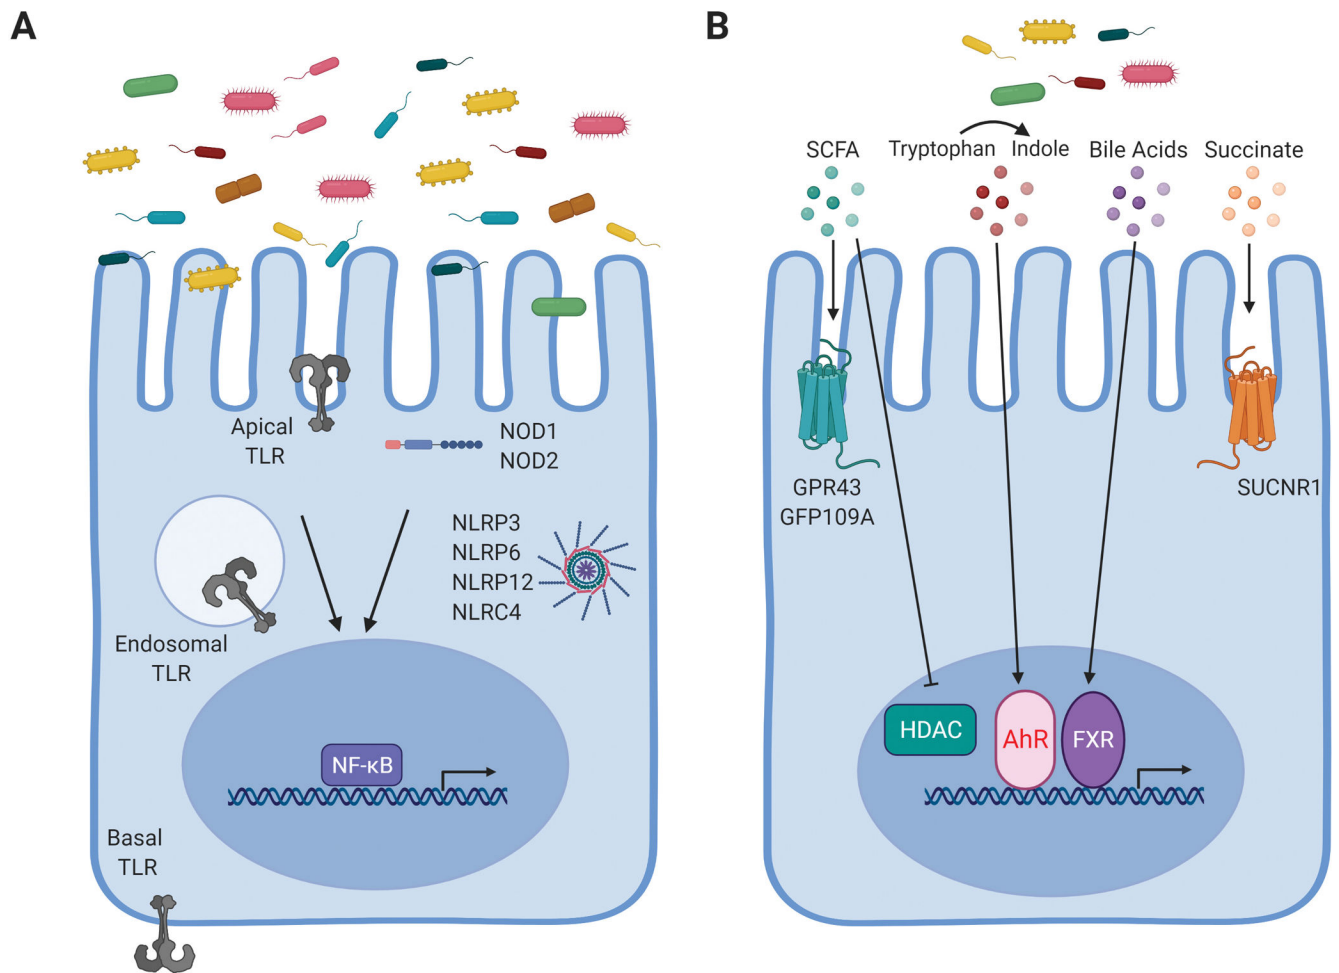 A
Apical
TLR
NOD1
NOD2
NLRP3
NLRP6
NLRP12
NLRC4
Endosomal
TLR
NF-κB
Basal
TLR
B
SCFA
Tryptophan
Indole
Bile Acids
Succinate
GPR43
GFP109A
SUCNR1
HDAC
AhR
FXR